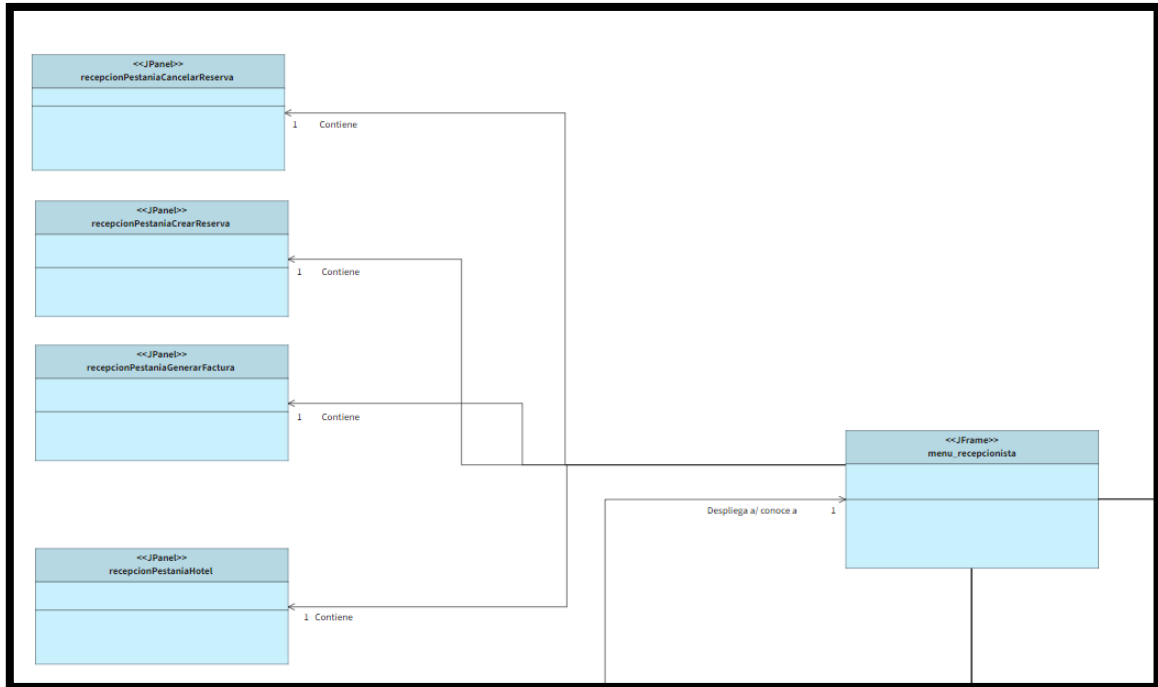 <<JPanel>>
recepcionPestaniaCancelarReserva
1 Contiene
<<JPanel>>
recepcionPestaniaCrearReserva
1 Contiene
<<JPanel>>
recepcionPestaniaGenerarFactura
1 Contiene
<<JFrame>>
menu_recepcionista
Despliega a/ conoce a 1
<<JPanel>>
recepcionPestaniaHotel
1 Contiene